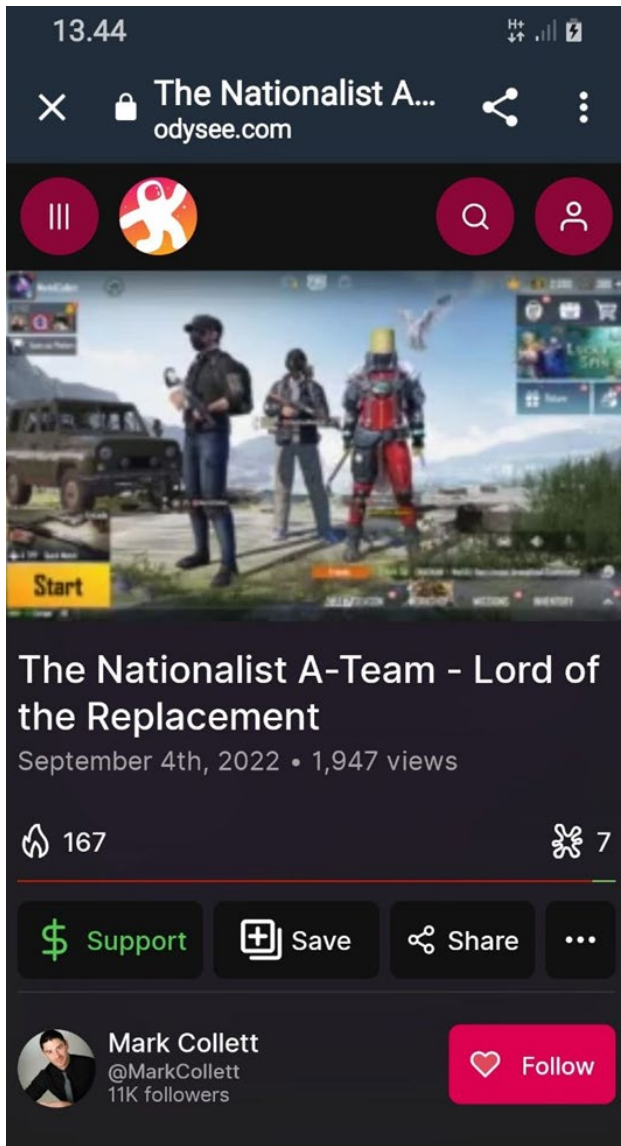 13.44
H+
The Nationalist A...
odysee.com
Start
The Nationalist A-Team - Lord of
the Replacement
September 4th, 2022 • 1,947 views
167
7
$ Support
Save
Share
Mark Collett
@MarkCollett
11K followers
Follow